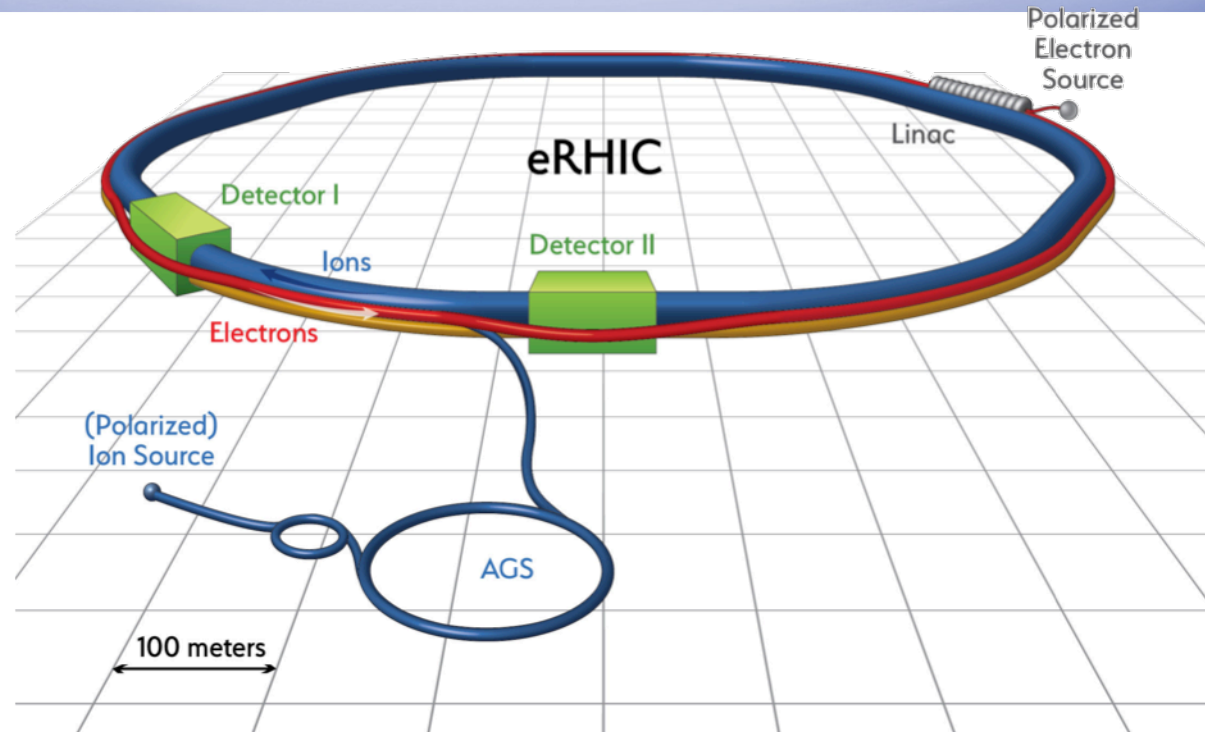 Polarized
Electron
Source
Linac
eRHIC
Detector I
Detector II
Ions
Electrons
(Polarized)
Ion Source
AGS
100 meters